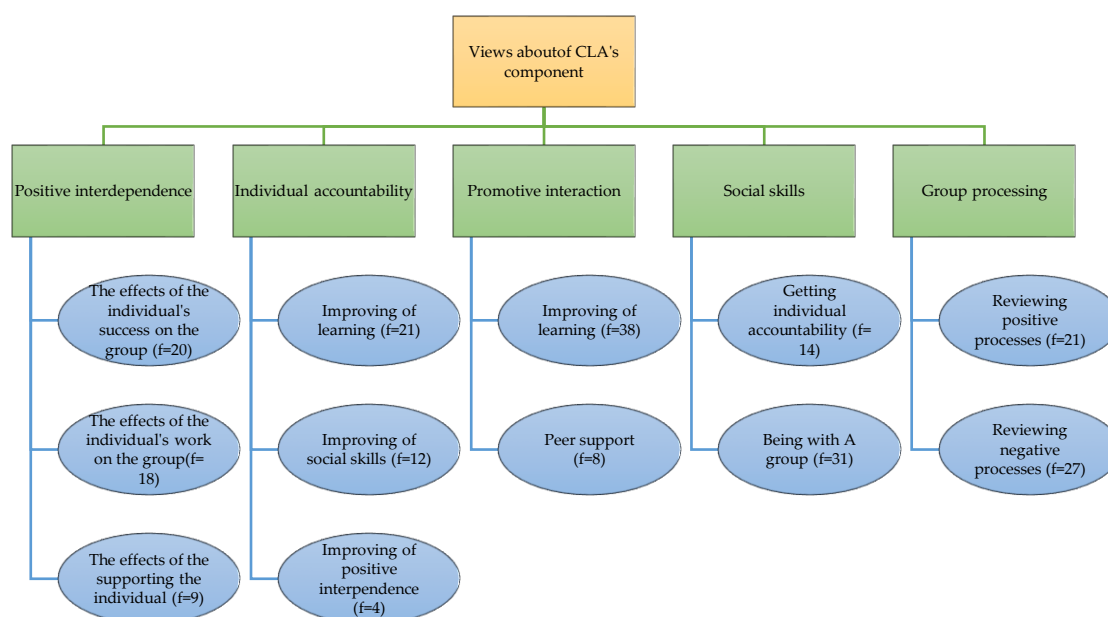 Views aboutof CLA's
component
Positive interdependence
Individual accountability
Promotive interaction
Social skills
Group processing
The effects of the
individual's
success on the
group (f=20)
The effects of the
individual's work
on the group(f=
18)
The effects of the
supporting the
individual (f=9)
Improving of
learning (f=21)
Improving of
social skills (f=12)
Improving of
positive
interpendence
(f=4)
Improving of
learning (f=38)
Peer support
(f=8)
Getting
individual
accountability (f=
14)
Being with A
group (f=31)
Reviewing
positive
processes (f=21)
Reviewing
negative
processes (f=27)